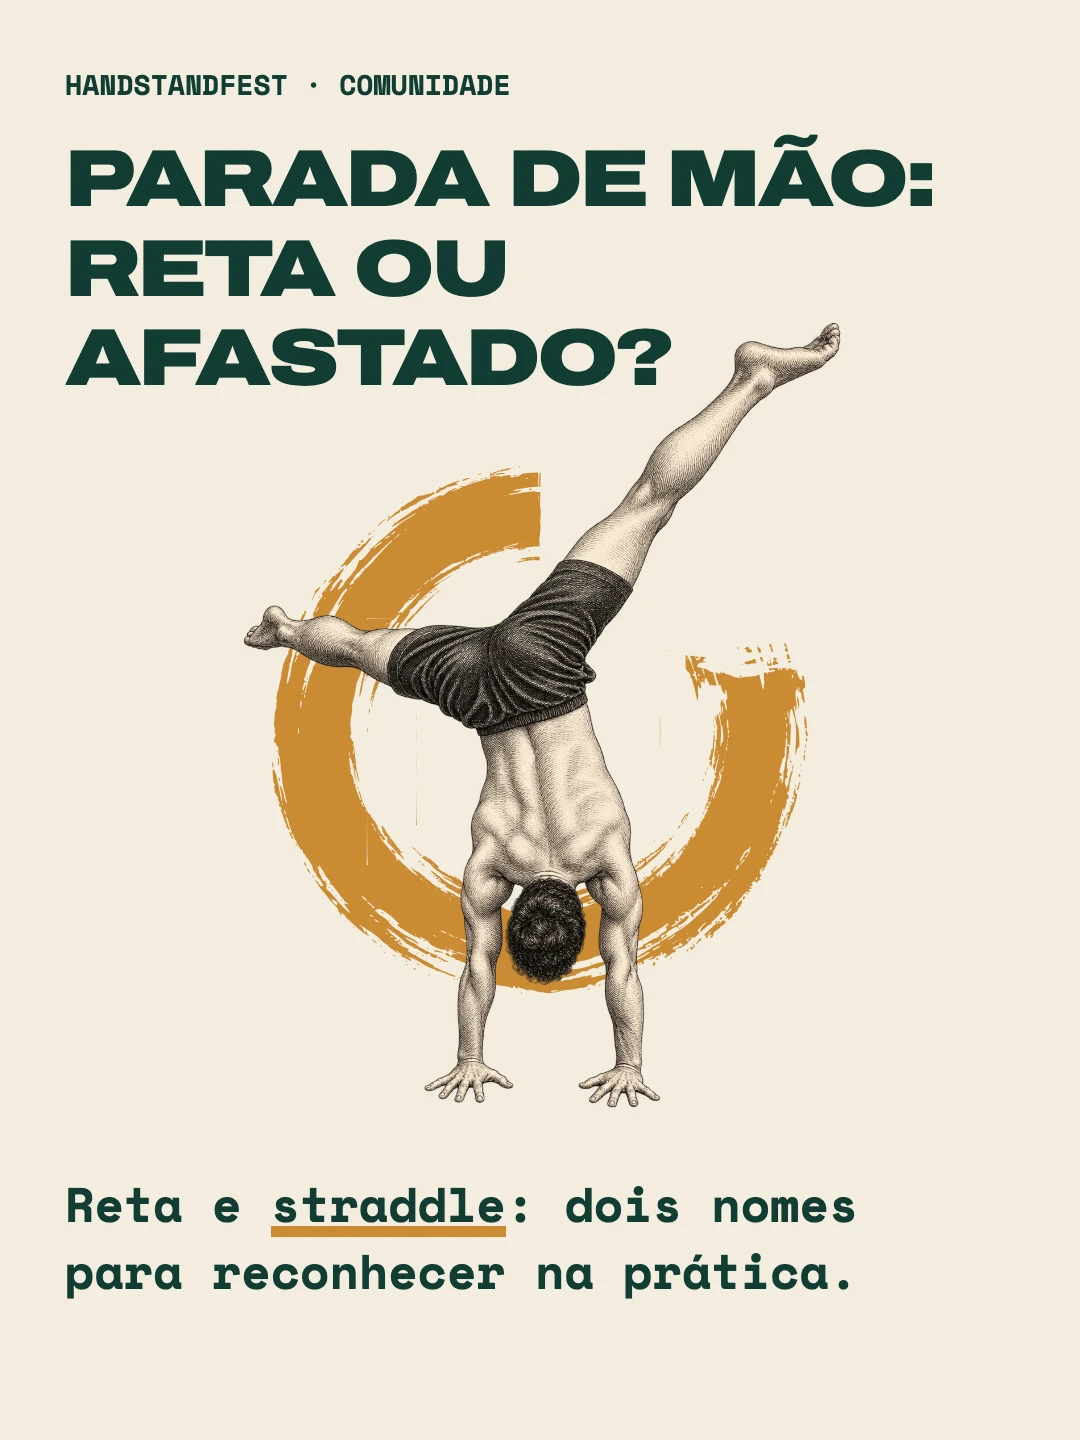 HANDSTANDFEST · COMUNIDADE
PARADA DE MÃO:
RETA OU
AFASTADO?
Reta e straddle: dois nomes
para reconhecer na prática.